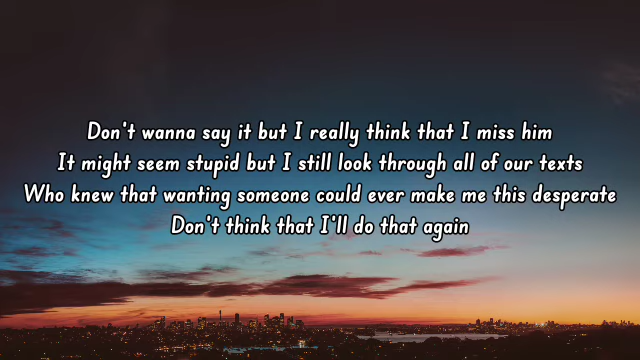 Don't wanna say it but I really think that I miss him
It might seem stupid but I still look through all of our texts
Who knew that wanting someone could ever make me this desperate
Don't think that I'll do that again